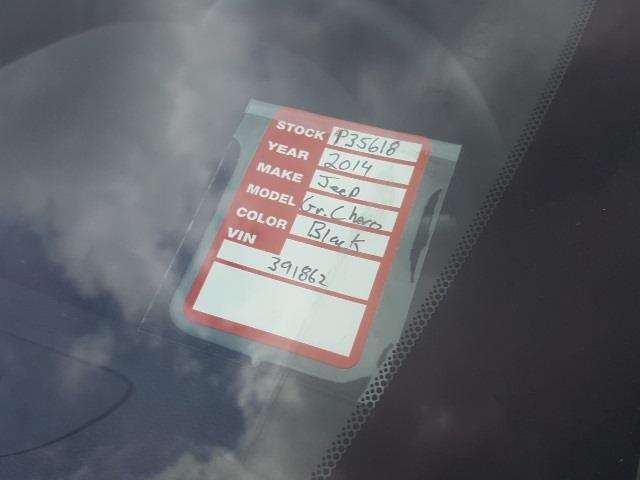 STOCK P35618
YEAR 2014
MAKE Jeep
MODEL Gr. Chero
COLOR Black
VIN
391862